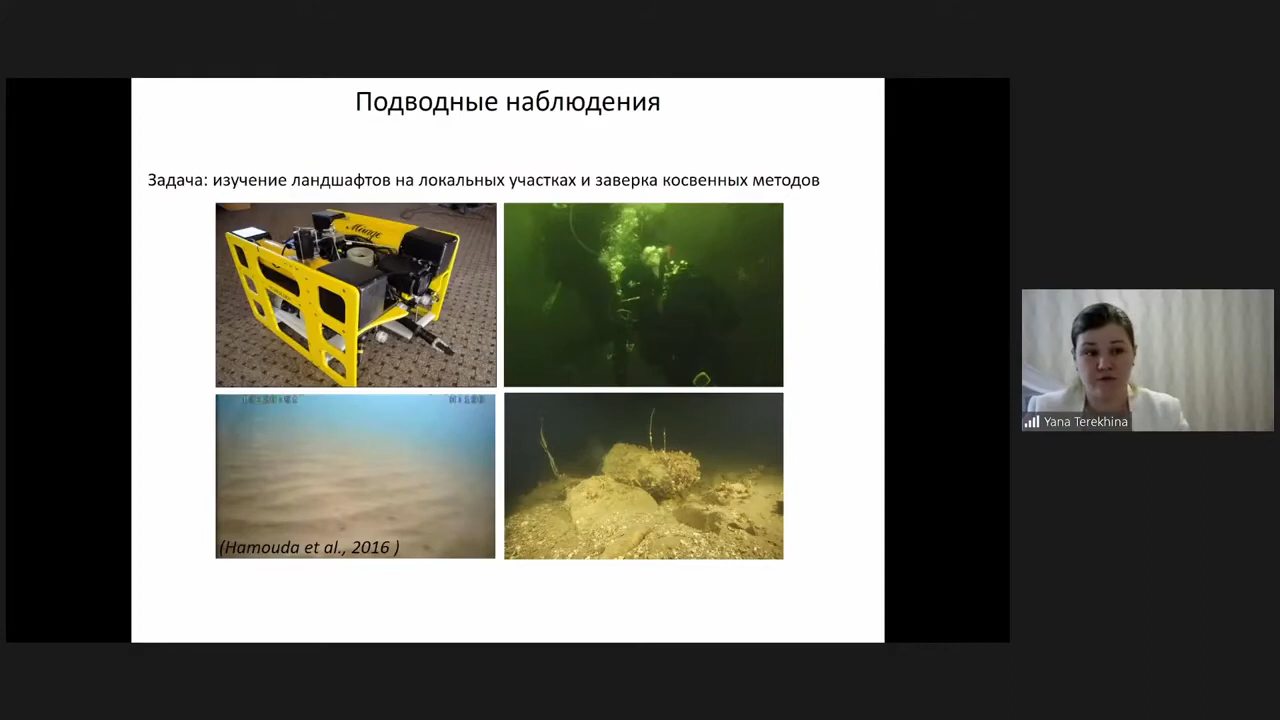 Подводные наблюдения
Задача: изучение ландшафтов на локальных участках и заверка косвенных методов
(Hamouda et al., 2016 )
Yana Terekhina